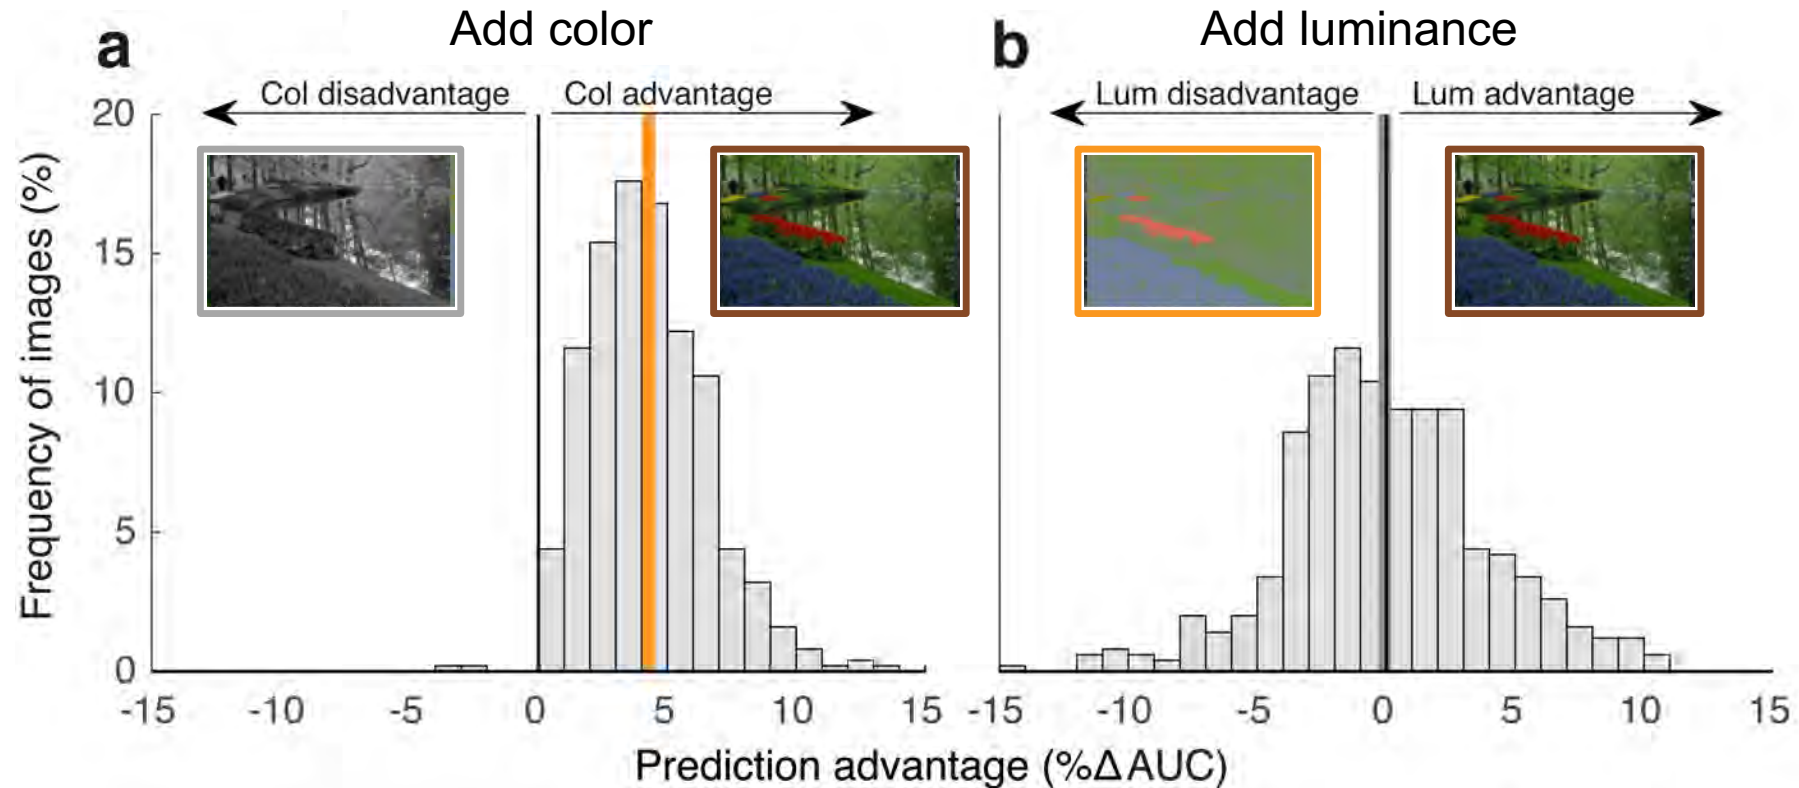 a
Add color
b
Add luminance
Col disadvantage
Col advantage
Lum disadvantage
Lum advantage
Frequency of images (%)
20
15
10
5
0
-15 -10 -5 0 5 10 15
-15 -10 -5 0 5 10 15
Prediction advantage (%ΔAUC)